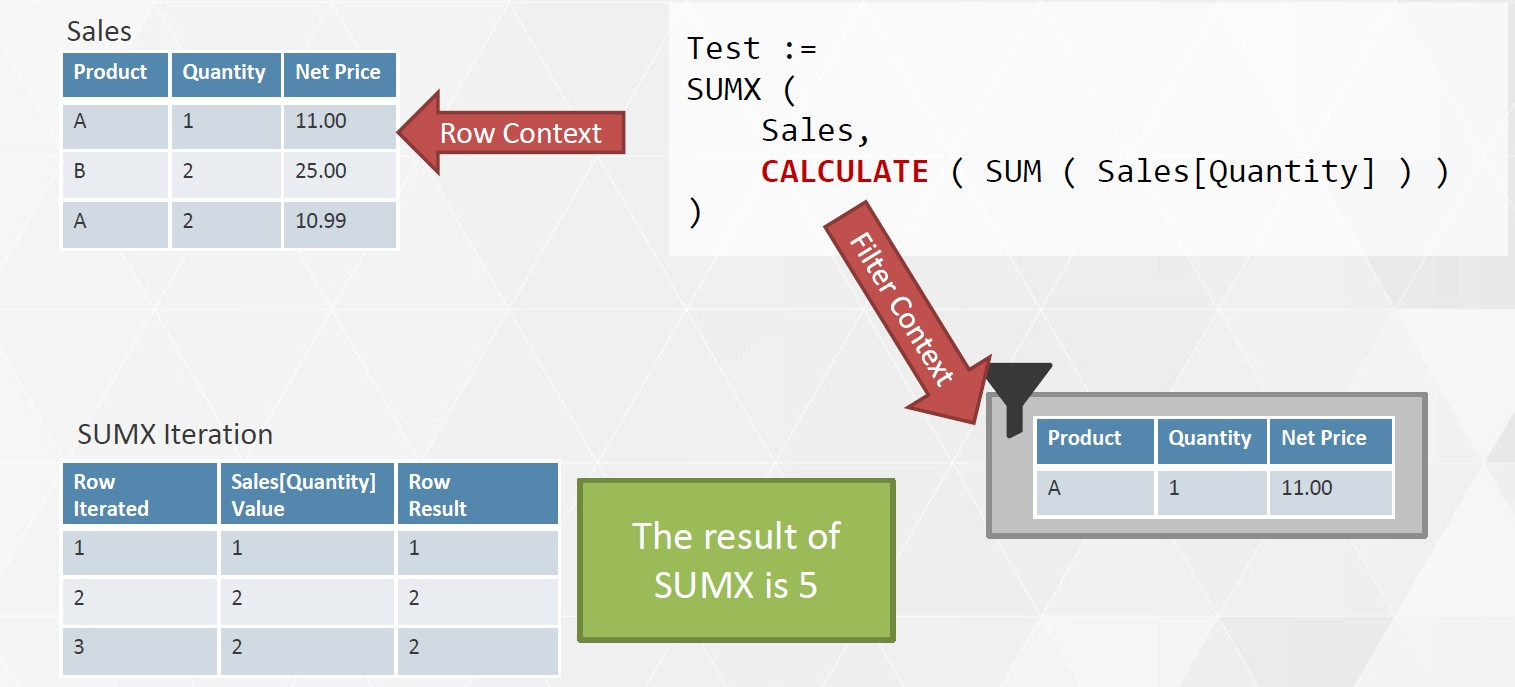 Sales
Product Quantity Net Price
A 1 11.00
B 2 25.00
A 2 10.99
Row Context
Test :=
SUMX (
Sales,
CALCULATE ( SUM ( Sales[Quantity] ) )
)
Filter Context
Product Quantity Net Price
A 1 11.00
SUMX Iteration
Row Iterated Sales[Quantity] Value Row Result
1 1 1
2 2 2
3 2 2
The result of
SUMX is 5